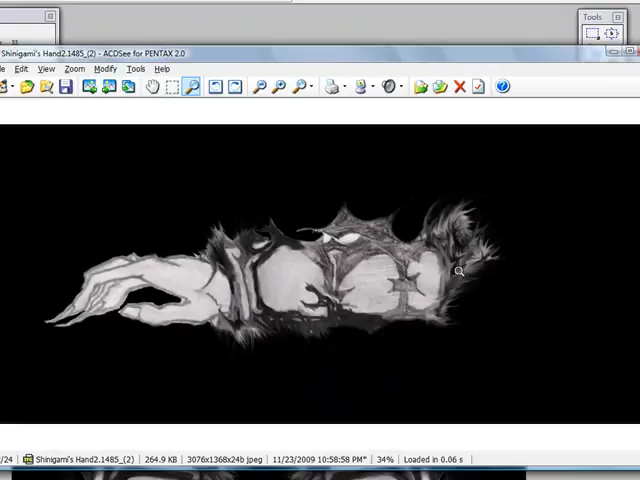 Tools
Shinigami's Hand2.1485_(2) - ACDSee for PENTAX 2.0
Edit View Zoom Modify Tools Help
/24 Shinigami's Hand2.1485_(2) 264.9 KB 3076x1368x24b jpeg 11/23/2009 10:58:58 PM* 34% Loaded in 0.06 s